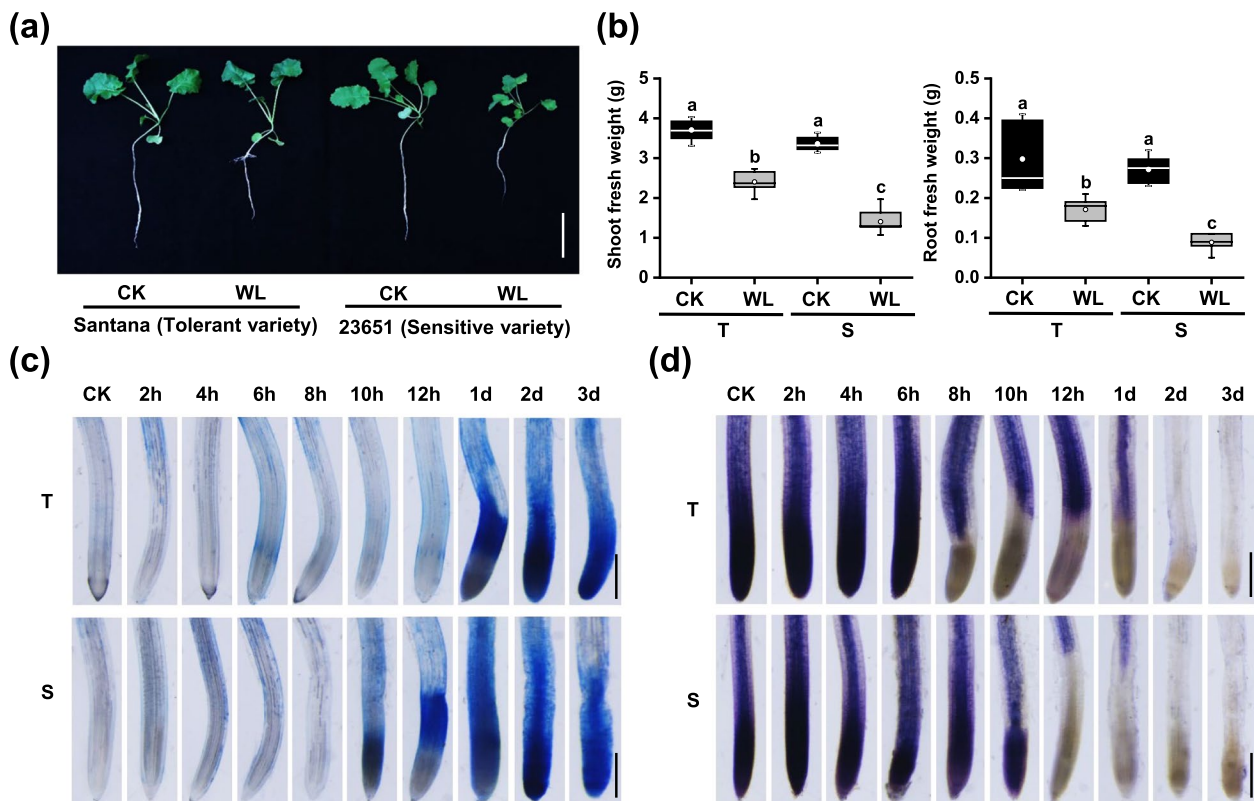 (a)
CK WL CK WL
Santana (Tolerant variety) 23651 (Sensitive variety)
(b)
Shoot fresh weight (g)
5
4
3
2
1
0
a
b
a
c
CK WL CK WL
T S
Root fresh weight (g)
0.5
0.4
0.3
0.2
0.1
0.0
a
b
a
c
CK WL CK WL
T S
(c)
CK 2h 4h 6h 8h 10h 12h 1d 2d 3d
T
S
(d)
CK 2h 4h 6h 8h 10h 12h 1d 2d 3d
T
S